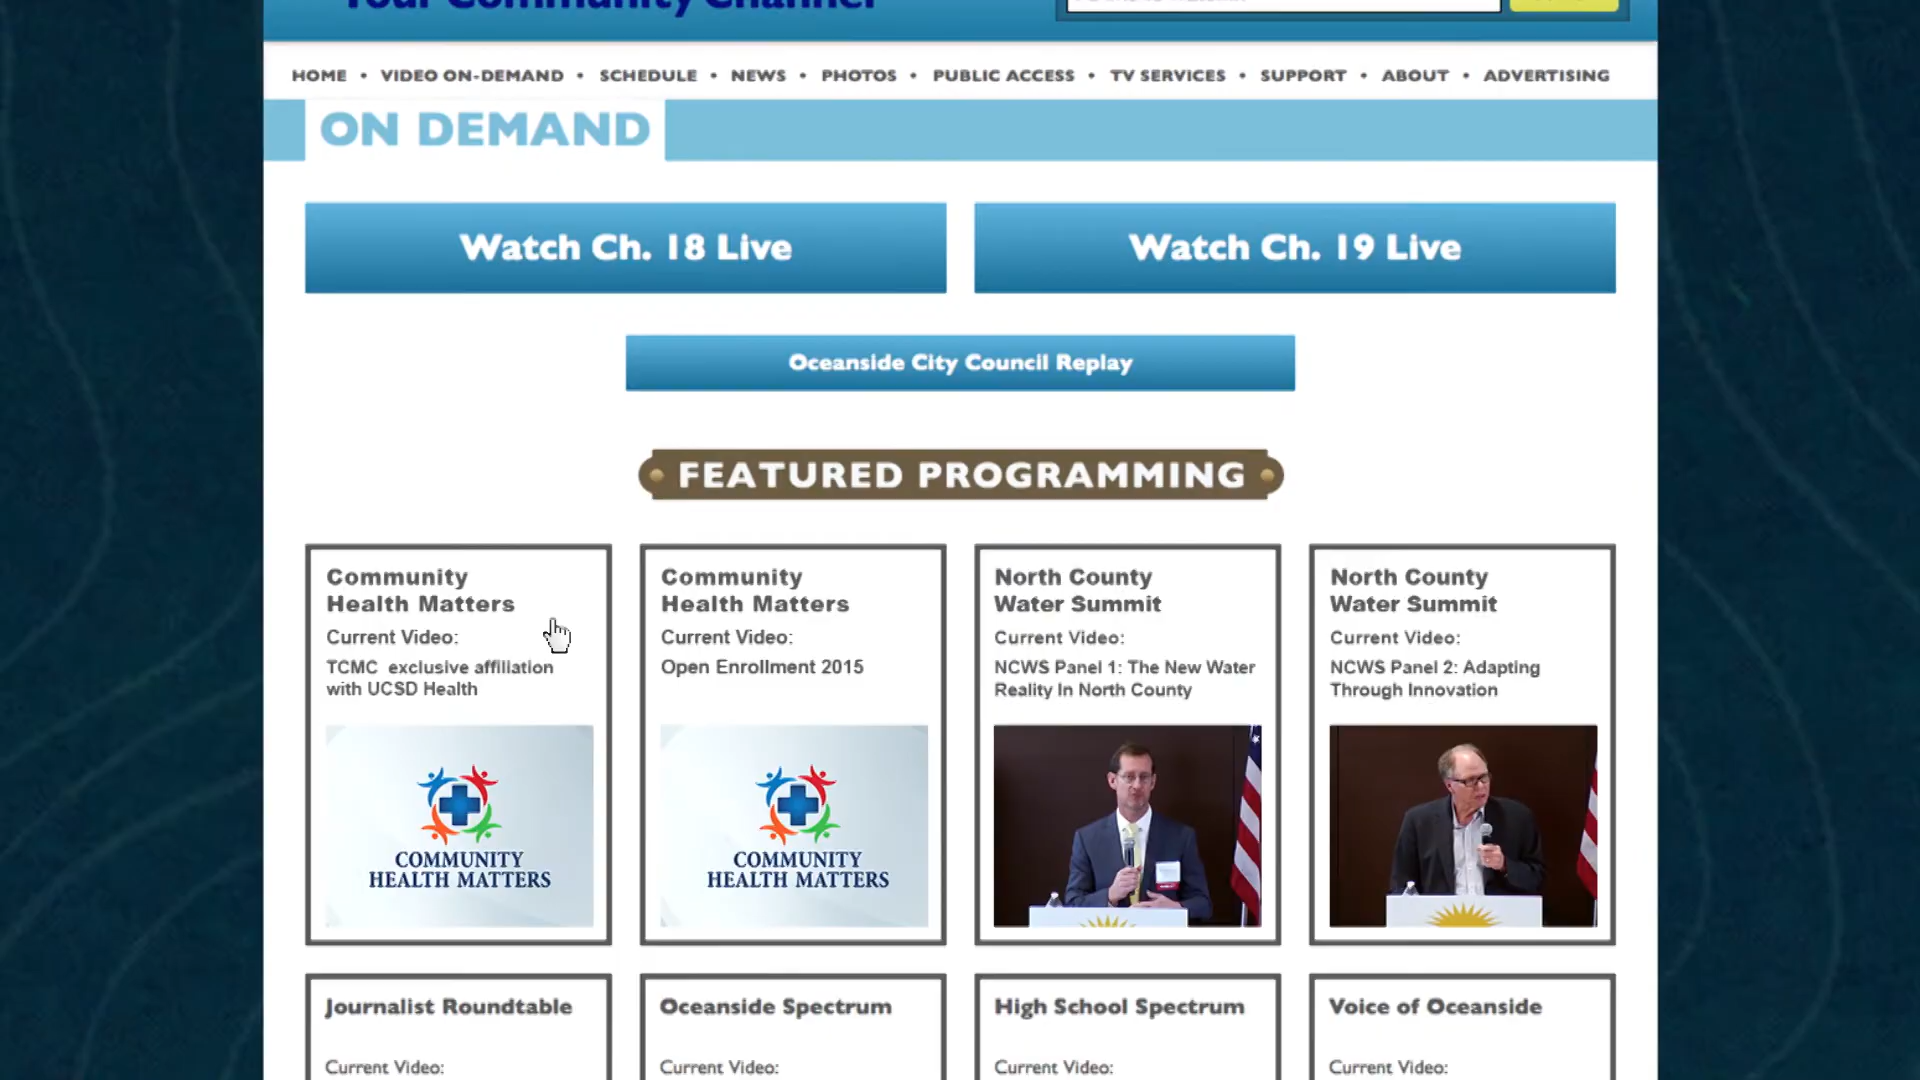 Your Community Channel
HOME • VIDEO ON-DEMAND • SCHEDULE • NEWS • PHOTOS • PUBLIC ACCESS • TV SERVICES • SUPPORT • ABOUT • ADVERTISING
ON DEMAND
Watch Ch. 18 Live
Watch Ch. 19 Live
Oceanside City Council Replay
FEATURED PROGRAMMING
Community
Health Matters
Current Video:
TCMC exclusive affiliation
with UCSD Health
COMMUNITY
HEALTH MATTERS
Community
Health Matters
Current Video:
Open Enrollment 2015
COMMUNITY
HEALTH MATTERS
North County
Water Summit
Current Video:
NCWS Panel 1: The New Water
Reality In North County
North County
Water Summit
Current Video:
NCWS Panel 2: Adapting
Through Innovation
Journalist Roundtable
Current Video:
Oceanside Spectrum
Current Video:
High School Spectrum
Current Video:
Voice of Oceanside
Current Video: